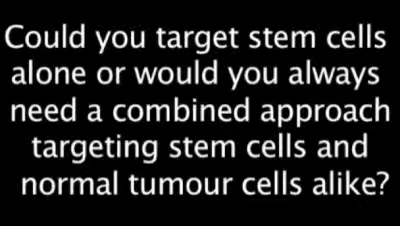 Could you target stem cells
alone or would you always
need a combined approach
targeting stem cells and
normal tumour cells alike?